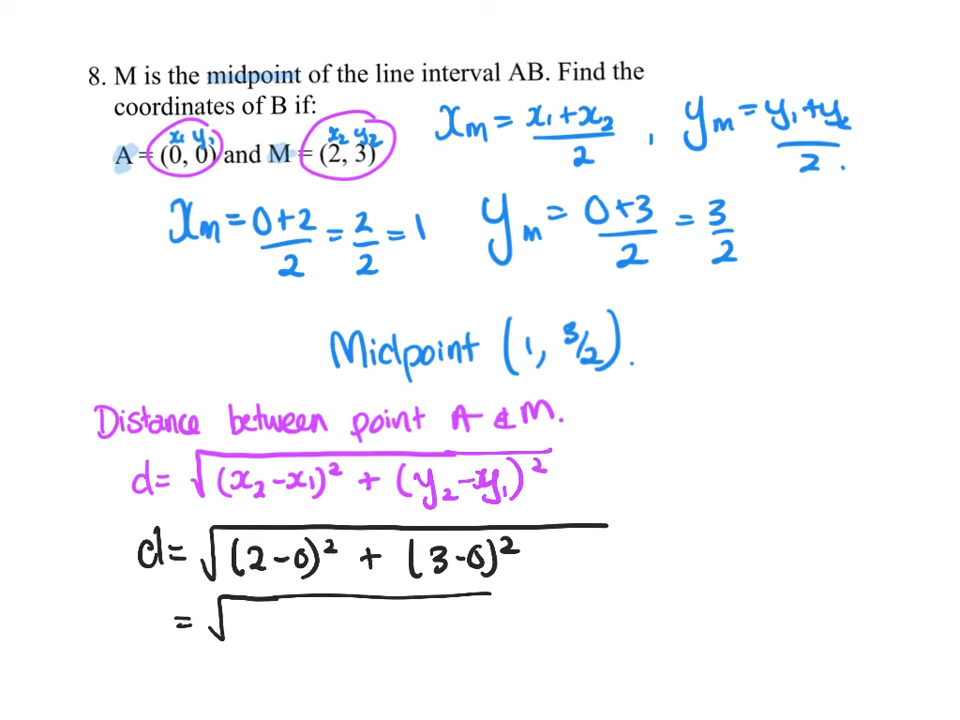 8. M is the midpoint of the line interval AB. Find the
coordinates of B if:
x₁ y₁ x₂ y₂
A = (0, 0) and M = (2, 3)
xm = x₁+x₂/2 , ym = y₁+y₂/2.
xm = 0+2/2 = 2/2 = 1 ym = 0+3/2 = 3/2
Midpoint (1, 3/2).
Distance between point A & M.
d = √(x₂-x₁)² + (y₂-y₁)²
d = √(2-0)² + (3-0)²
= √